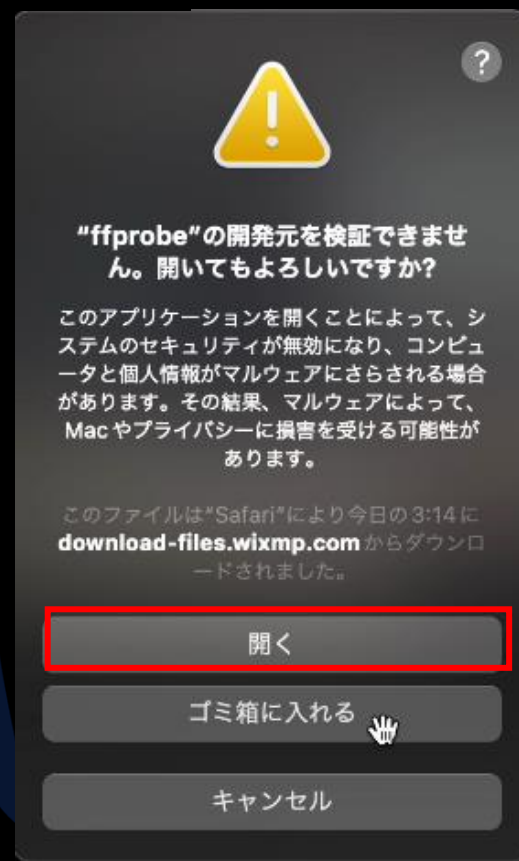 ?
“ffprobe”の開発元を検証できませ
ん。開いてもよろしいですか?
このアプリケーションを開くことによって、シ
ステムのセキュリティが無効になり、コンピュ
ータと個人情報がマルウェアにさらされる場合
があります。その結果、マルウェアによって、
Macやプライバシーに損害を受ける可能性が
あります。
このファイルは“Safari”により今日の3:14に
download-files.wixmp.comからダウンロ
ードされました。
開く
ゴミ箱に入れる
キャンセル